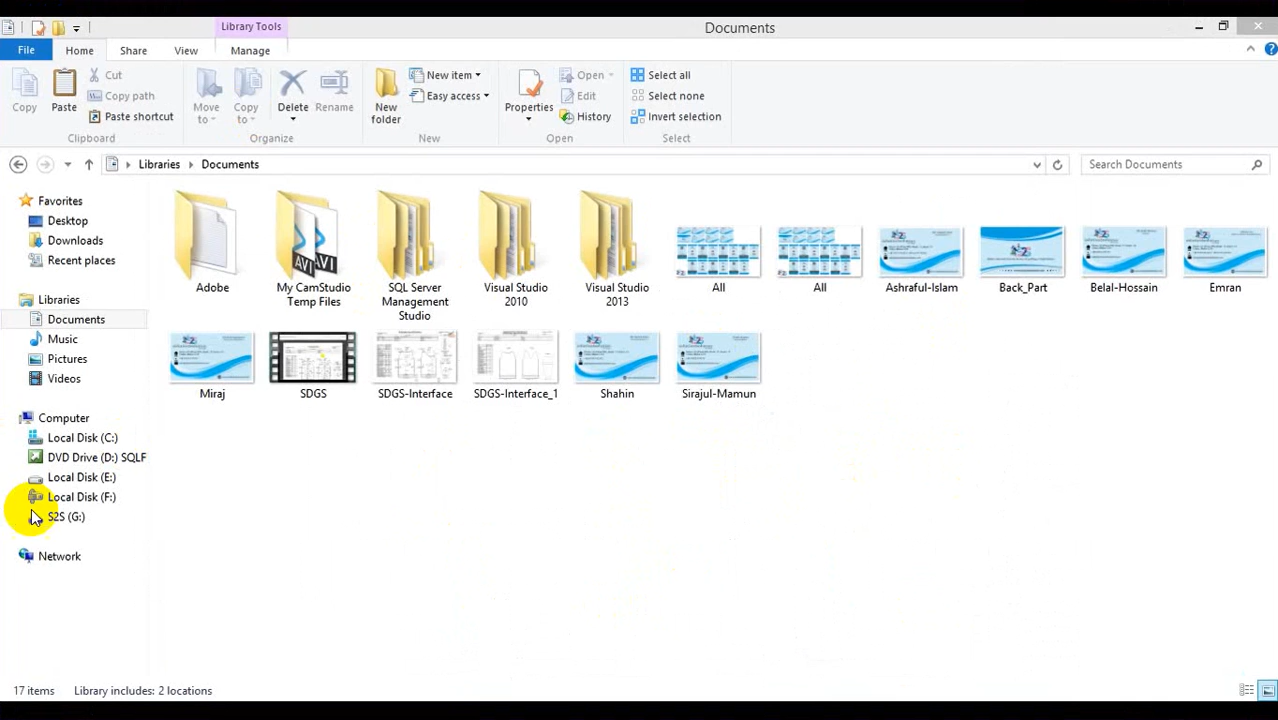 Library Tools
Documents
File
Home
Share
View
Manage
Copy
Paste
Cut
Copy path
Paste shortcut
Clipboard
Move to
Copy to
Delete
Rename
Organize
New folder
New item
Easy access
New
Properties
Open
Edit
History
Open
Select all
Select none
Invert selection
Select
Libraries
Documents
Search Documents
Favorites
Desktop
Downloads
Recent places
Libraries
Documents
Music
Pictures
Videos
Computer
Local Disk (C:)
DVD Drive (D:) SQLF
Local Disk (E:)
Local Disk (F:)
S2S (G:)
Network
Adobe
My CamStudio
Temp Files
SQL Server
Management
Studio
Visual Studio
2010
Visual Studio
2013
All
All
Ashraful-Islam
Back_Part
Belal-Hossain
Emran
Miraj
SDGS
SDGS-Interface
SDGS-Interface_1
Shahin
Sirajul-Mamun
AVI
AVI
17 items
Library includes: 2 locations